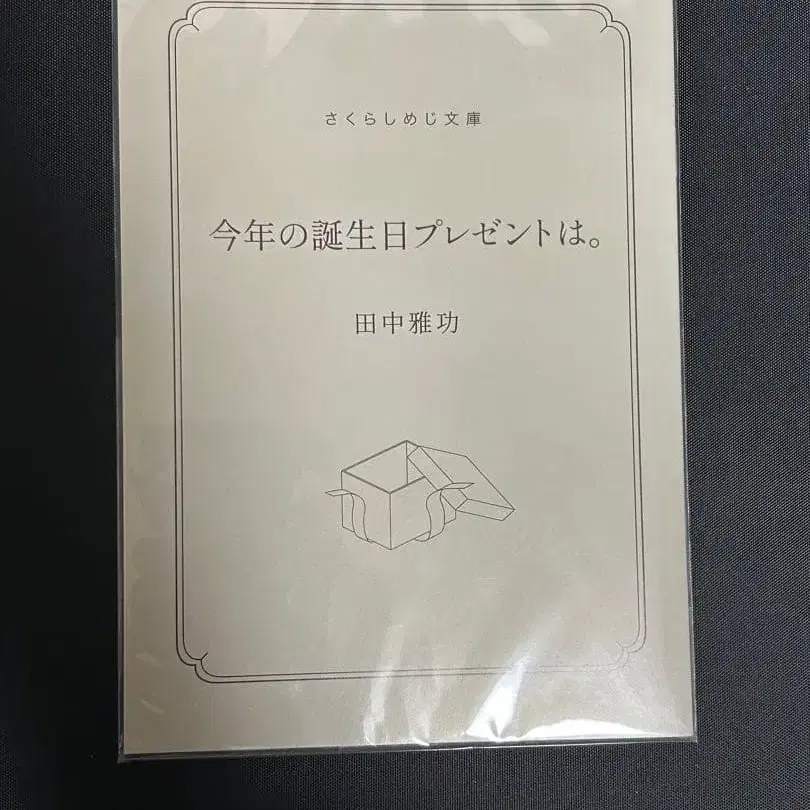 さくらしめじ文庫
今年の誕生日プレゼントは。
田中雅功